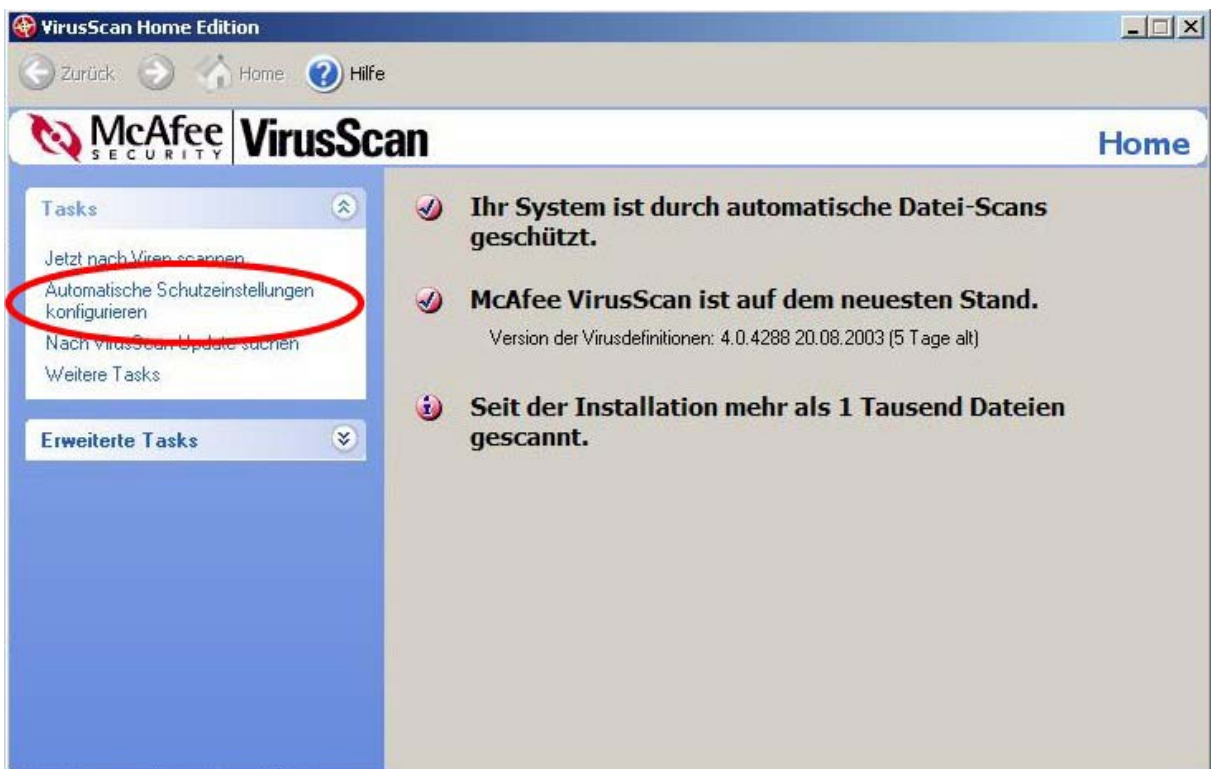 VirusScan Home Edition
Zurück Home Hilfe
McAfee SECURITY VirusScan
Home
Tasks
Jetzt nach Viren scannen
Automatische Schutzeinstellungen
konfigurieren
Nach VirusScan Update suchen
Weitere Tasks
Erweiterte Tasks
Ihr System ist durch automatische Datei-Scans
geschützt.
McAfee VirusScan ist auf dem neuesten Stand.
Version der Virusdefinitionen: 4.0.4288 20.08.2003 (5 Tage alt)
Seit der Installation mehr als 1 Tausend Dateien
gescannt.